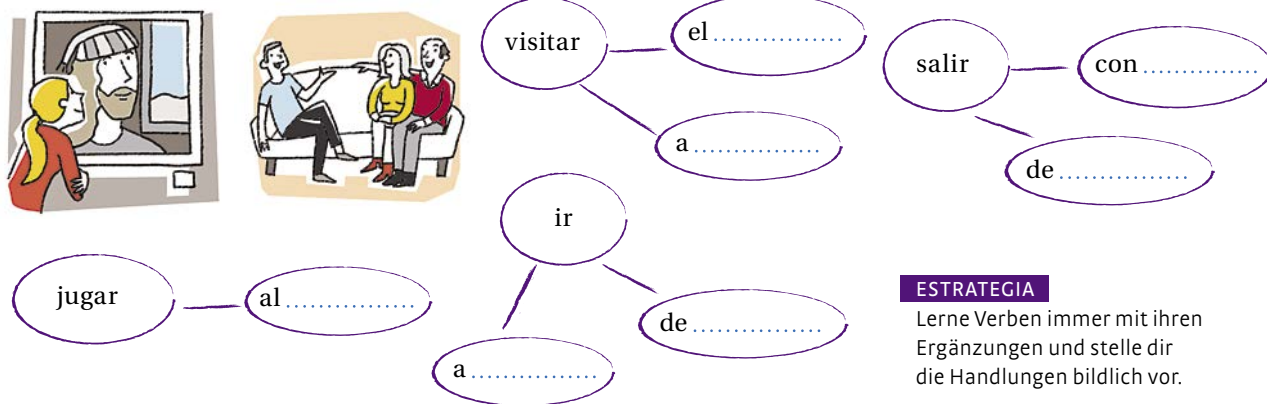 visitar
el ................
a ................
salir
con ................
de ................
ir
a ................
de ................
jugar
al ................
ESTRATEGIA
Lerne Verben immer mit ihren
Ergänzungen und stelle dir
die Handlungen bildlich vor.